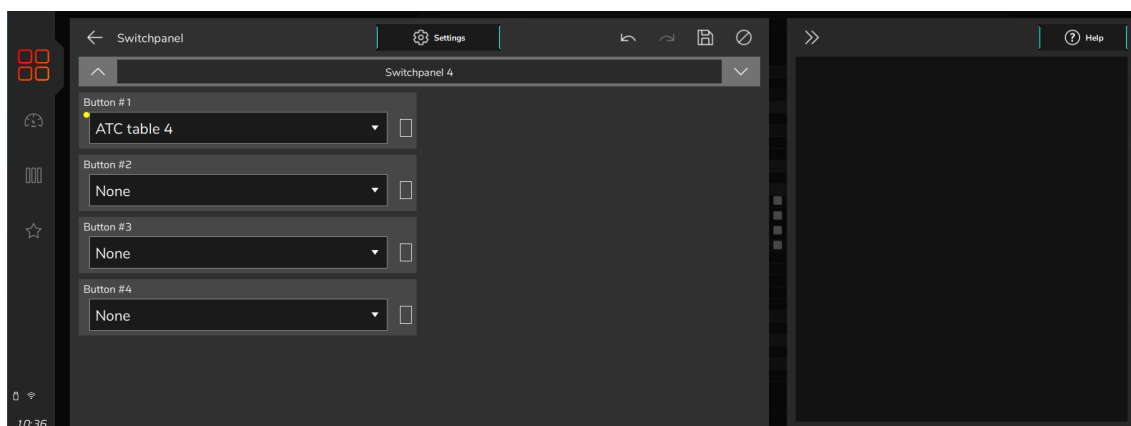 Switchpanel
Settings
Help
Switchpanel 4
Button #1
ATC table 4
Button #2
None
Button #3
None
Button #4
None
10:36